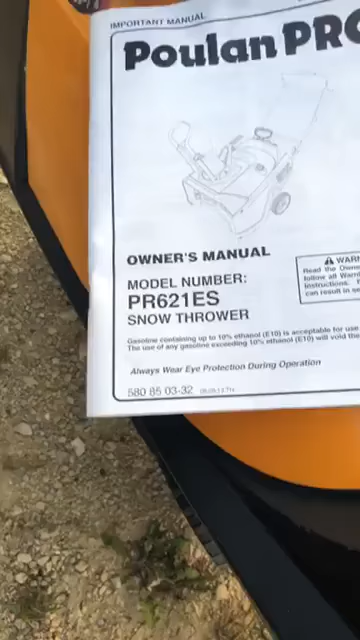 IMPORTANT MANUAL
Poulan PRO
OWNER'S MANUAL
MODEL NUMBER:
PR621ES
SNOW THROWER
WARN
Read the Owne
follow all Warni
Instructions. F
can result in se
Gasoline containing up to 10% ethanol (E10) is acceptable for use
The use of any gasoline exceeding 10% ethanol (E10) will void the
Always Wear Eye Protection During Operation
580 85 03-32